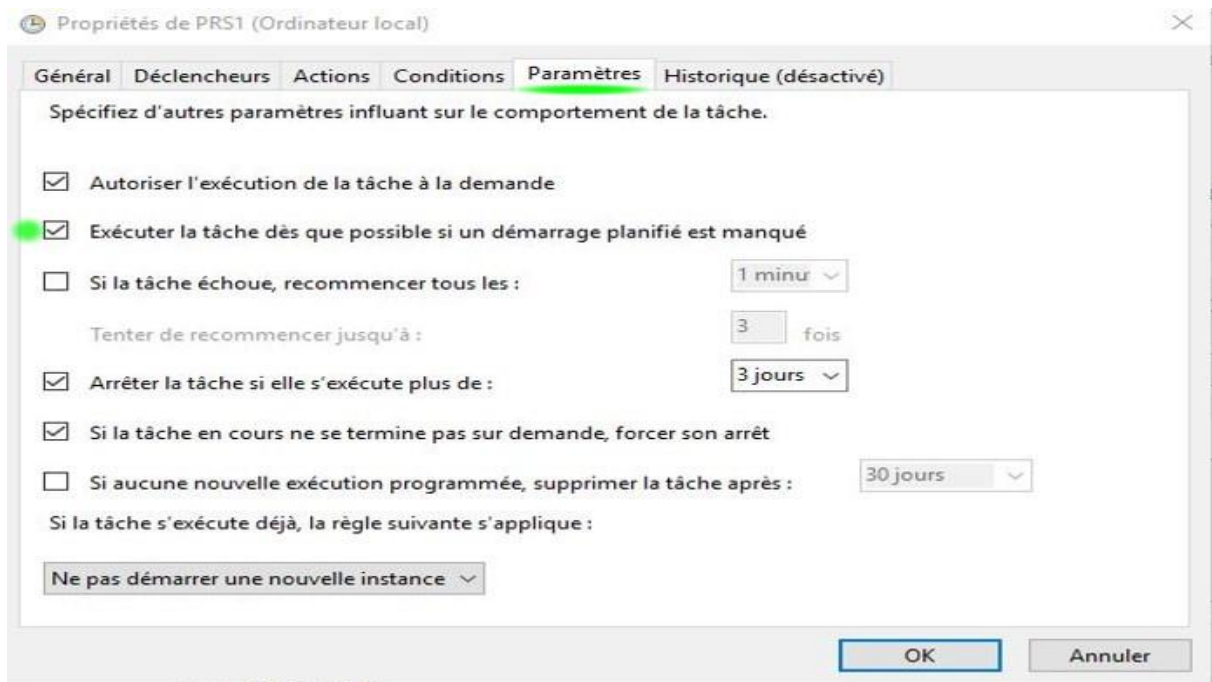 Propriétés de PRS1 (Ordinateur local)
Général Déclencheurs Actions Conditions Paramètres Historique (désactivé)
Spécifiez d'autres paramètres influant sur le comportement de la tâche.
Autoriser l'exécution de la tâche à la demande
Exécuter la tâche dès que possible si un démarrage planifié est manqué
Si la tâche échoue, recommencer tous les : 1 minu
Tenter de recommencer jusqu'à : 3 fois
Arrêter la tâche si elle s'exécute plus de : 3 jours
Si la tâche en cours ne se termine pas sur demande, forcer son arrêt
Si aucune nouvelle exécution programmée, supprimer la tâche après : 30 jours
Si la tâche s'exécute déjà, la règle suivante s'applique :
Ne pas démarrer une nouvelle instance
OK Annuler